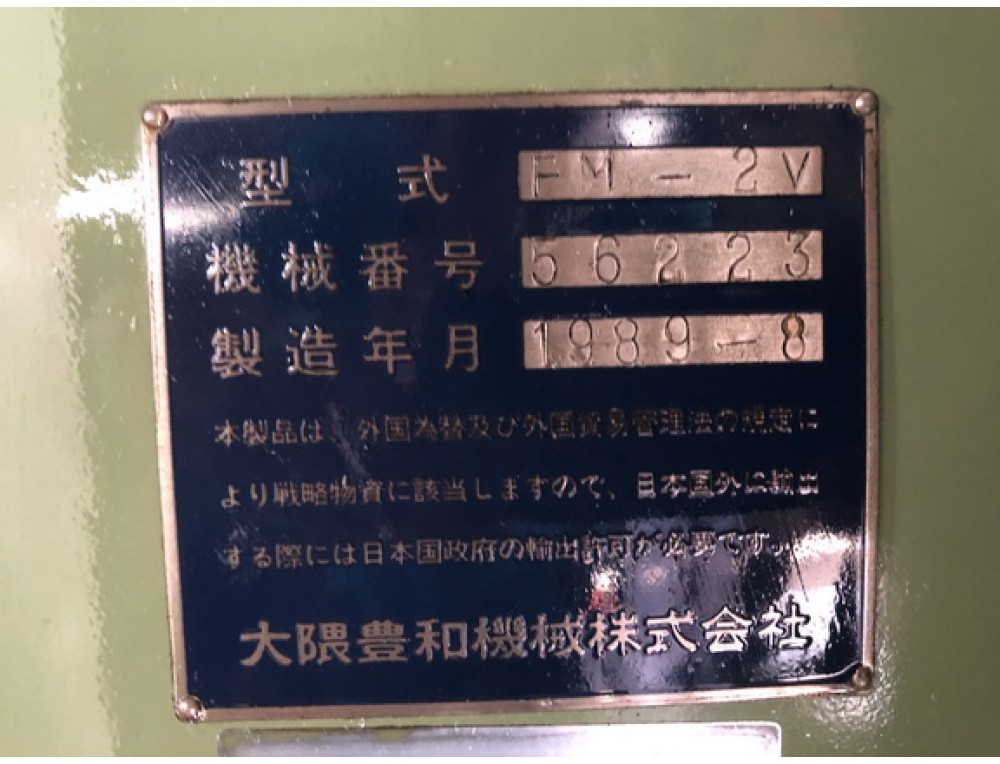 型式 FM-2V
機械番号 56223
製造年月 1989-8
本製品は、外国為替及び外国貿易管理法の規定に
より戦略物資に該当しますので、日本国外に輸出
する際には日本国政府の輸出許可が必要です。
大隈豊和機械株式会社